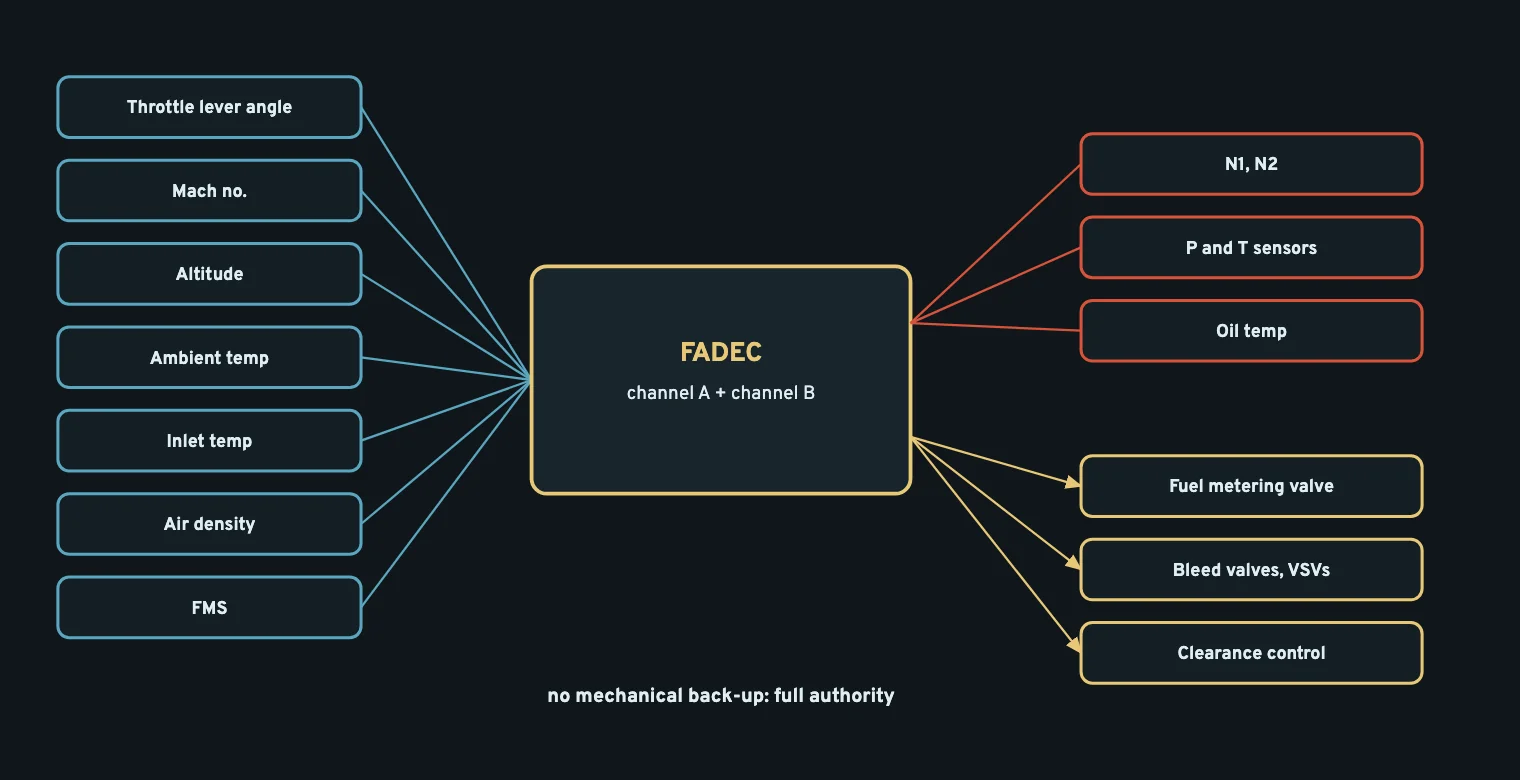 Throttle lever angle
Mach no.
Altitude
Ambient temp
Inlet temp
Air density
FMS
FADEC
channel A + channel B
N1, N2
P and T sensors
Oil temp
Fuel metering valve
Bleed valves, VSVs
Clearance control
no mechanical back-up: full authority